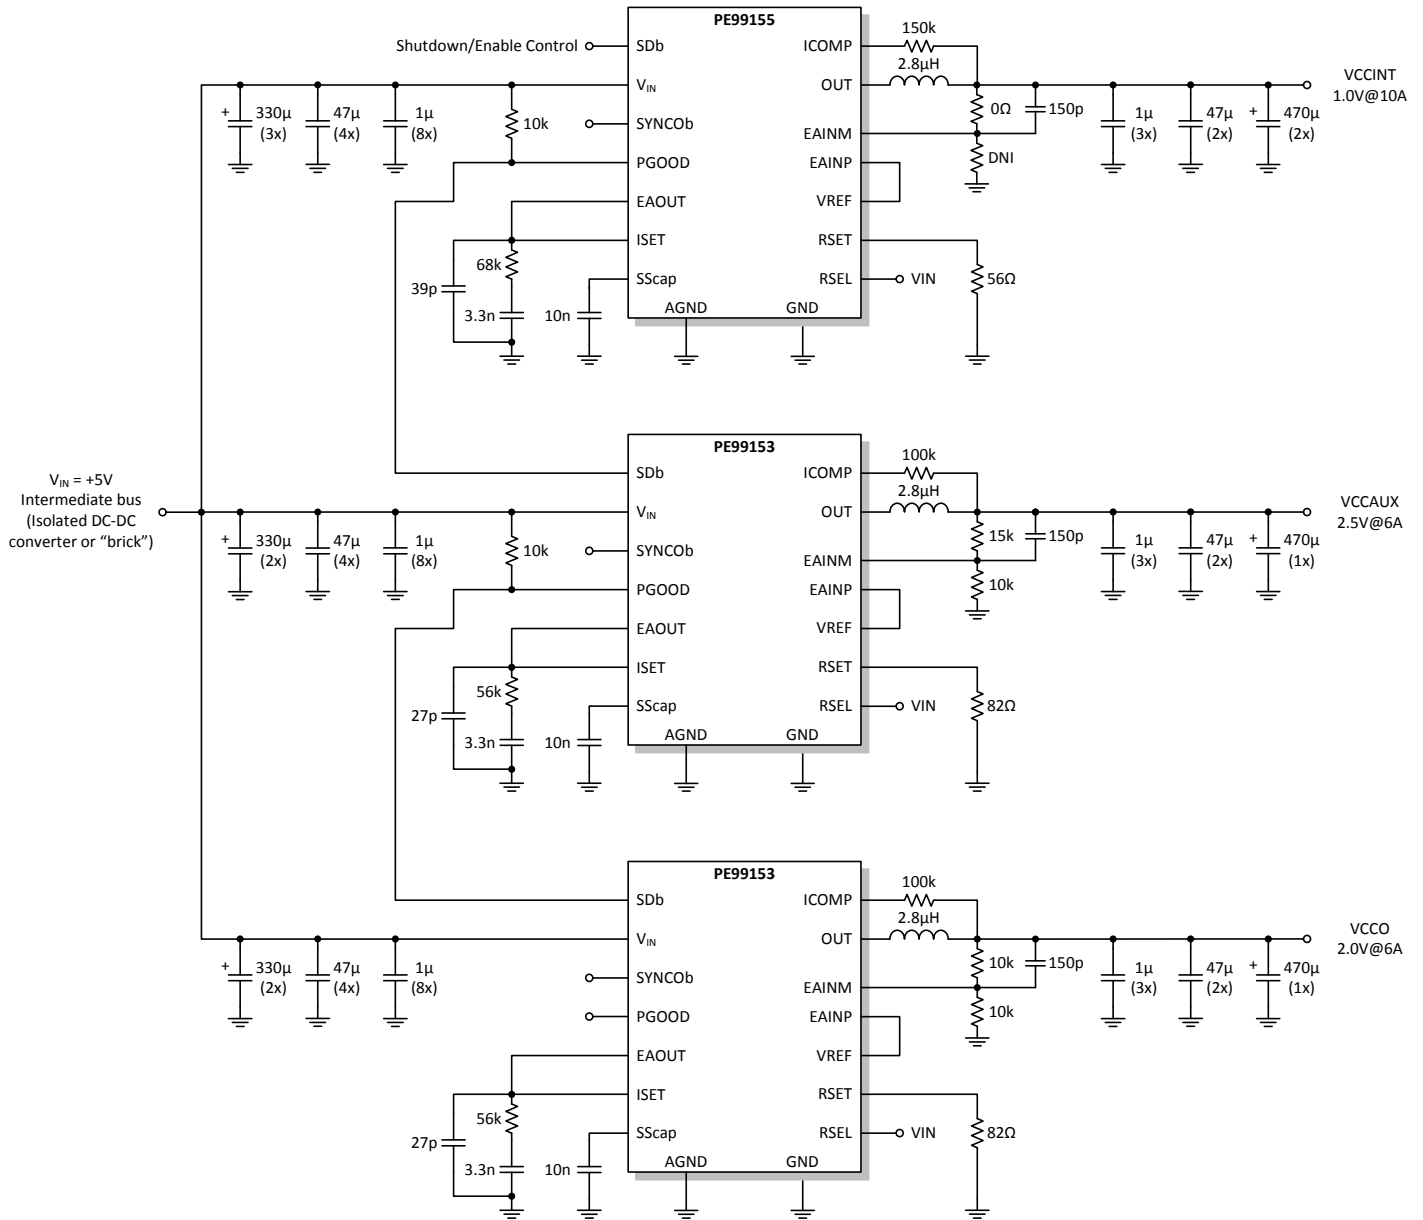 PE99155
Shutdown/Enable Control
SDb
ICOMP
150k
2.8µH
VIN
OUT
VCCINT
1.0V@10A
+
330µ
(3x)
47µ
(4x)
1µ
(8x)
10k
SYNCOb
EAINM
0Ω
150p
DNI
1µ
(3x)
47µ
(2x)
+
470µ
(2x)
PGOOD
EAINP
EAOUT
VREF
ISET
RSET
39p
68k
3.3n
10n
SScap
RSEL
VIN
56Ω
AGND
GND
PE99153
SDb
ICOMP
100k
2.8µH
VIN = +5V
Intermediate bus
(Isolated DC-DC
converter or “brick”)
VIN
OUT
VCCAUX
2.5V@6A
+
330µ
(2x)
47µ
(4x)
1µ
(8x)
10k
SYNCOb
EAINM
15k
150p
10k
1µ
(3x)
47µ
(2x)
+
470µ
(1x)
PGOOD
EAINP
EAOUT
VREF
ISET
RSET
27p
56k
3.3n
10n
SScap
RSEL
VIN
82Ω
AGND
GND
PE99153
SDb
ICOMP
100k
2.8µH
VIN
OUT
VCCO
2.0V@6A
+
330µ
(2x)
47µ
(4x)
1µ
(8x)
SYNCOb
EAINM
10k
150p
10k
1µ
(3x)
47µ
(2x)
+
470µ
(1x)
PGOOD
EAINP
EAOUT
VREF
ISET
RSET
27p
56k
3.3n
10n
SScap
RSEL
VIN
82Ω
AGND
GND